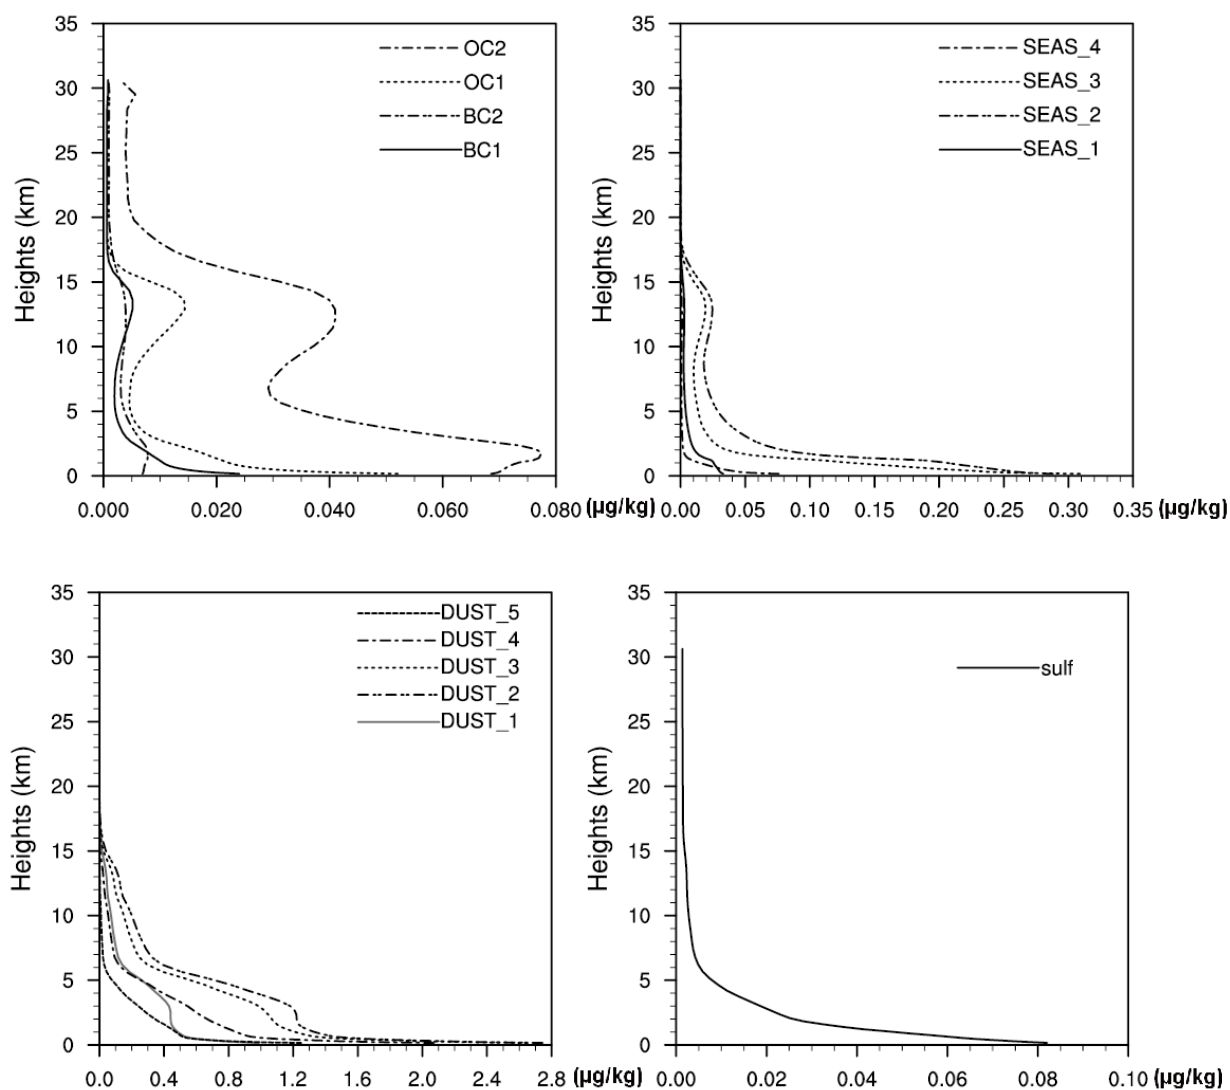 35
30
25
20
15
10
5
0
Heights (km)
OC2
OC1
BC2
BC1
0.000 0.020 0.040 0.060 0.080 (µg/kg)
35
30
25
20
15
10
5
0
Heights (km)
SEAS_4
SEAS_3
SEAS_2
SEAS_1
0.00 0.05 0.10 0.15 0.20 0.25 0.30 0.35 (µg/kg)
35
30
25
20
15
10
5
0
Heights (km)
DUST_5
DUST_4
DUST_3
DUST_2
DUST_1
0.0 0.4 0.8 1.2 1.6 2.0 2.4 2.8 (µg/kg)
35
30
25
20
15
10
5
0
Heights (km)
sulf
0.00 0.02 0.04 0.06 0.08 0.10 (µg/kg)